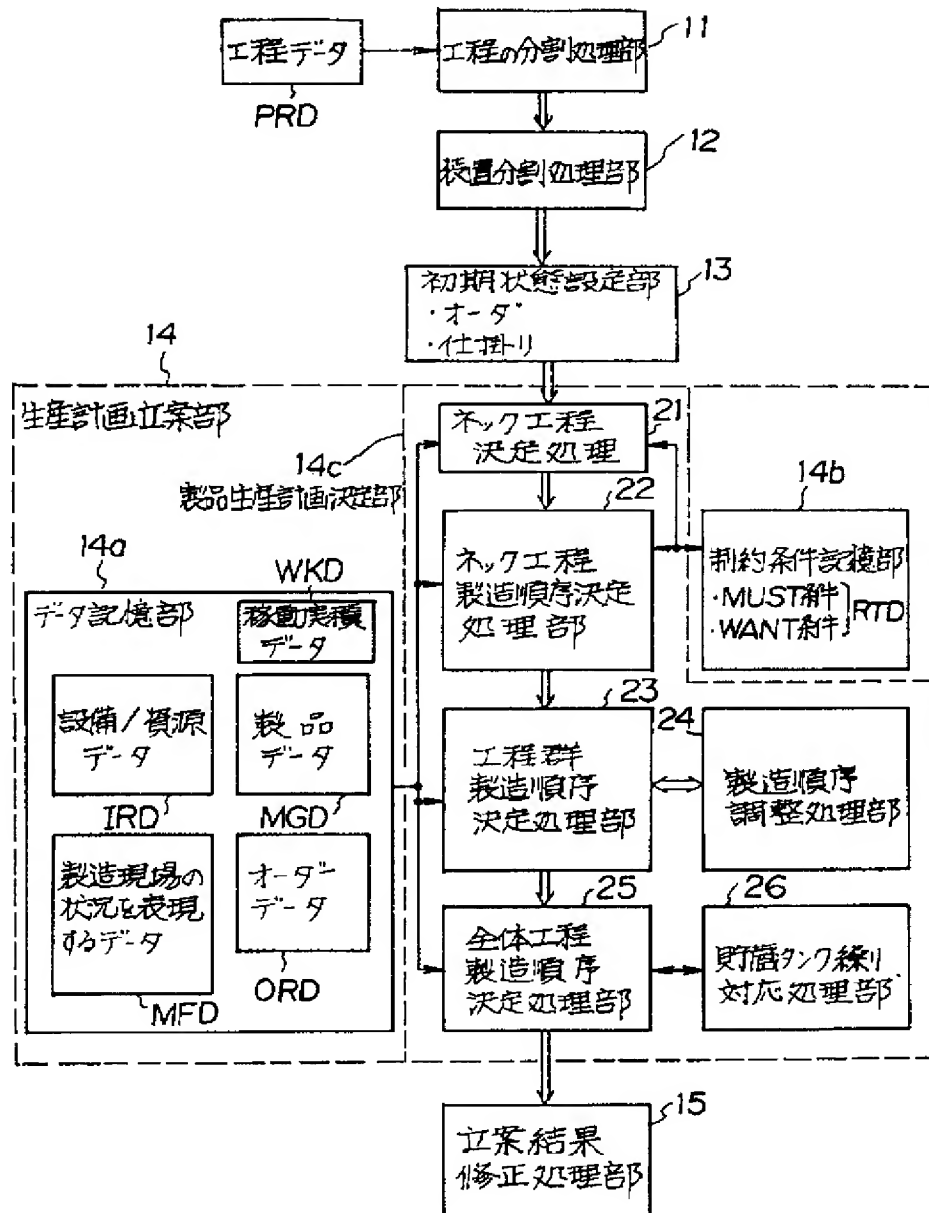 工程データ
PRD
工程の分割処理部
11
装置分割処理部
12
初期状態設定部
・オーダ
・仕掛り
13
14
生産計画立案部
14c
製品生産計画決定部
14a
データ記憶部
WKD
稼動実積
データ
設備/資源
データ
IRD
製品
データ
MGD
製造現場の
状況を表現
するデータ
MFD
オーダー
データ
ORD
ネック工程
決定処理
21
22
ネック工程
製造順序決定
処理部
14b
制約条件記憶部
・MUST条件
・WANT条件
RTD
23
工程群
製造順序
決定処理部
24
製造順序
調整処理部
25
全体工程
製造順序
決定処理部
26
貯蔵タンク繰り
対応処理部
15
立案結果
修正処理部